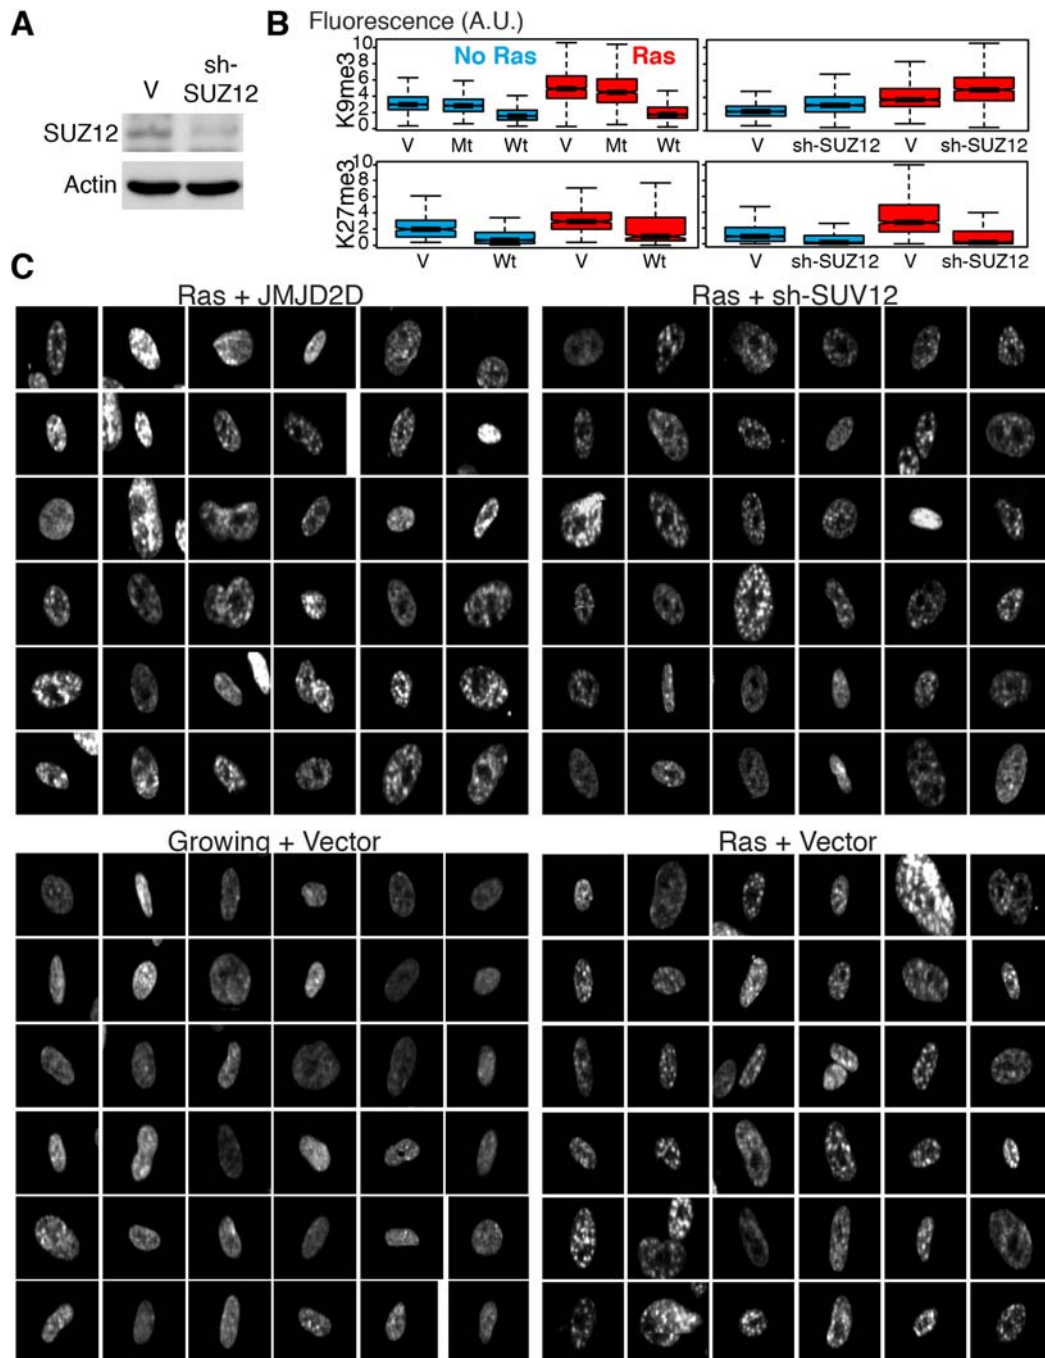 A
V
sh-
SUZ12
SUZ12
Actin
B
Fluorescence (A.U.)
K9me3
10
8
6
4
2
0
No Ras
Ras
V Mt Wt V Mt Wt
V sh-SUZ12 V sh-SUZ12
K27me3
10
8
6
4
2
0
V Wt V Wt
V sh-SUZ12 V sh-SUZ12
C
Ras + JMJD2D
Ras + sh-SUV12
Growing + Vector
Ras + Vector